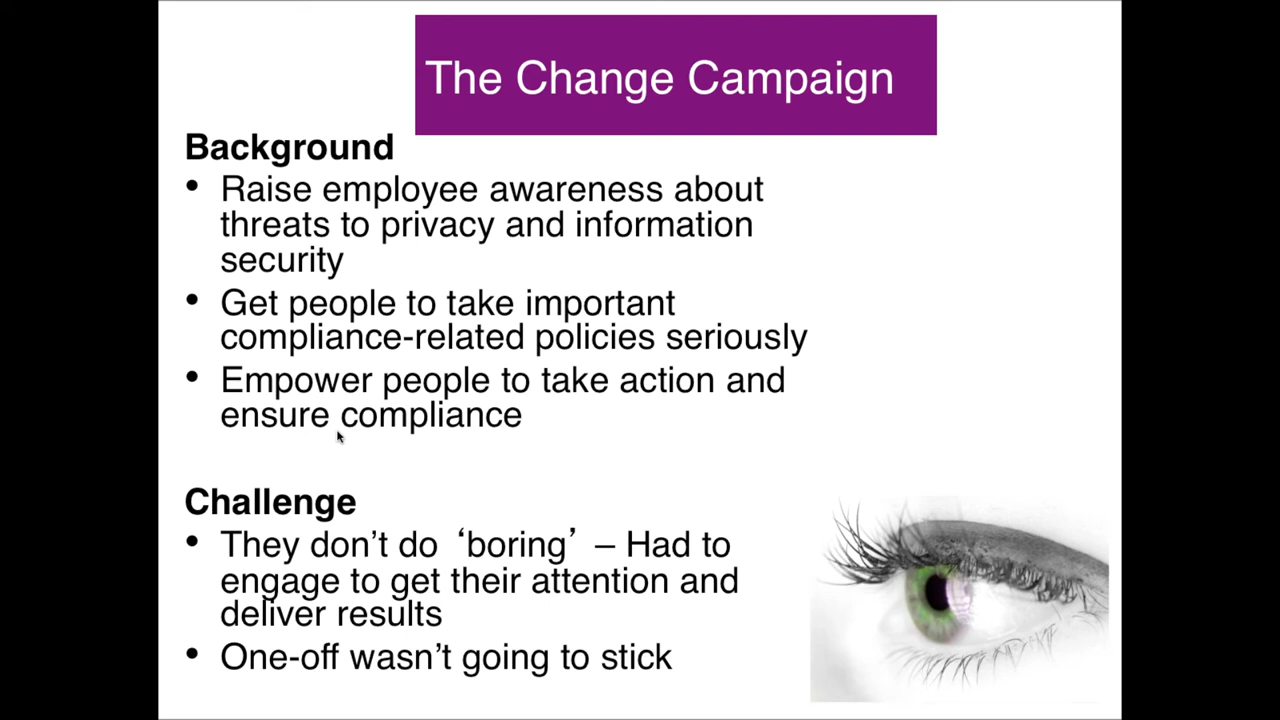 The Change Campaign
Background
• Raise employee awareness about
threats to privacy and information
security
• Get people to take important
compliance-related policies seriously
• Empower people to take action and
ensure compliance
Challenge
• They don’t do ‘boring’ – Had to
engage to get their attention and
deliver results
• One-off wasn’t going to stick